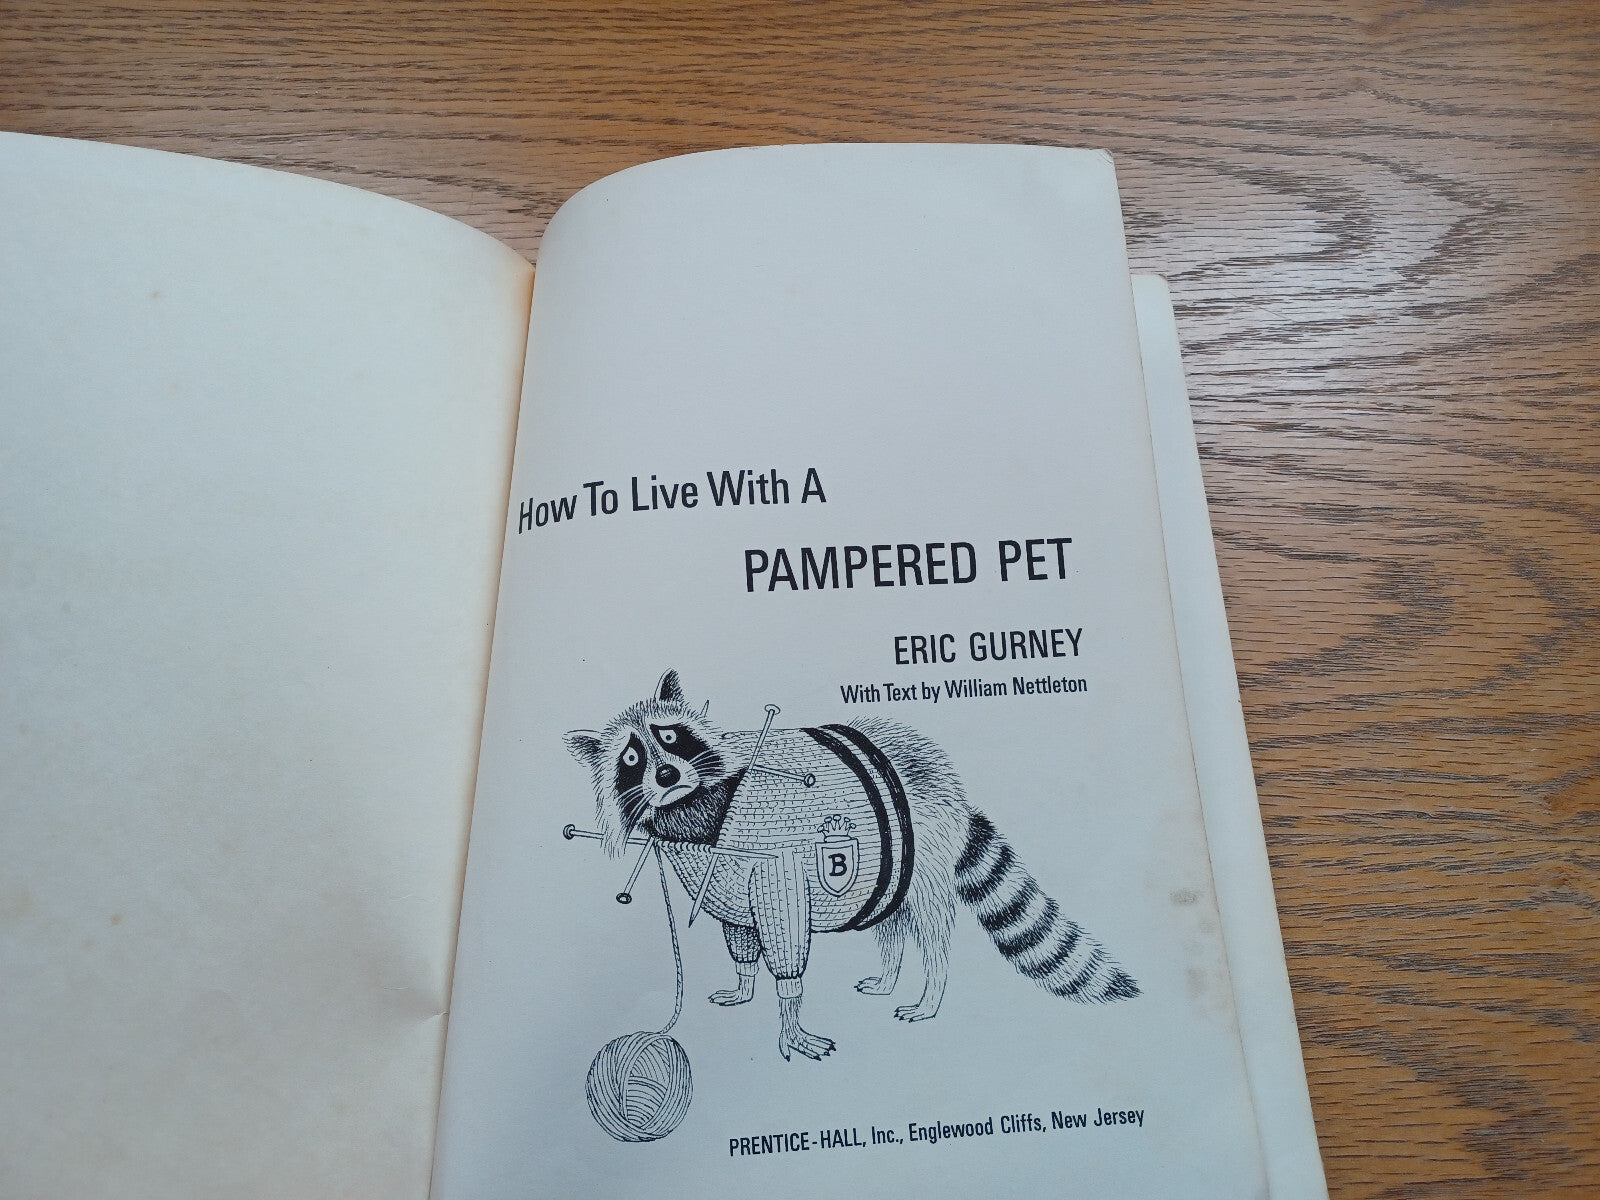 How To Live With A
PAMPERED PET
ERIC GURNEY
With Text by William Nettleton
B
PRENTICE-HALL, Inc., Englewood Cliffs, New Jersey